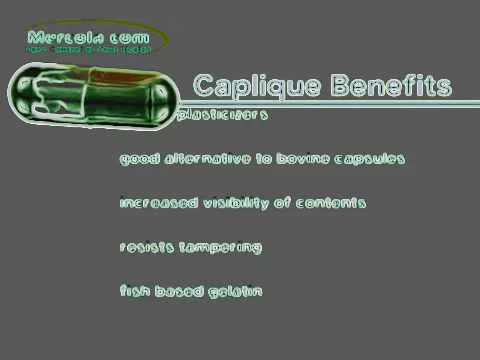 Mercola.com
Caplique Benefits
plasticizers
good alternative to bovine capsules
increased visibility of contents
resists tampering
fish based gelatin